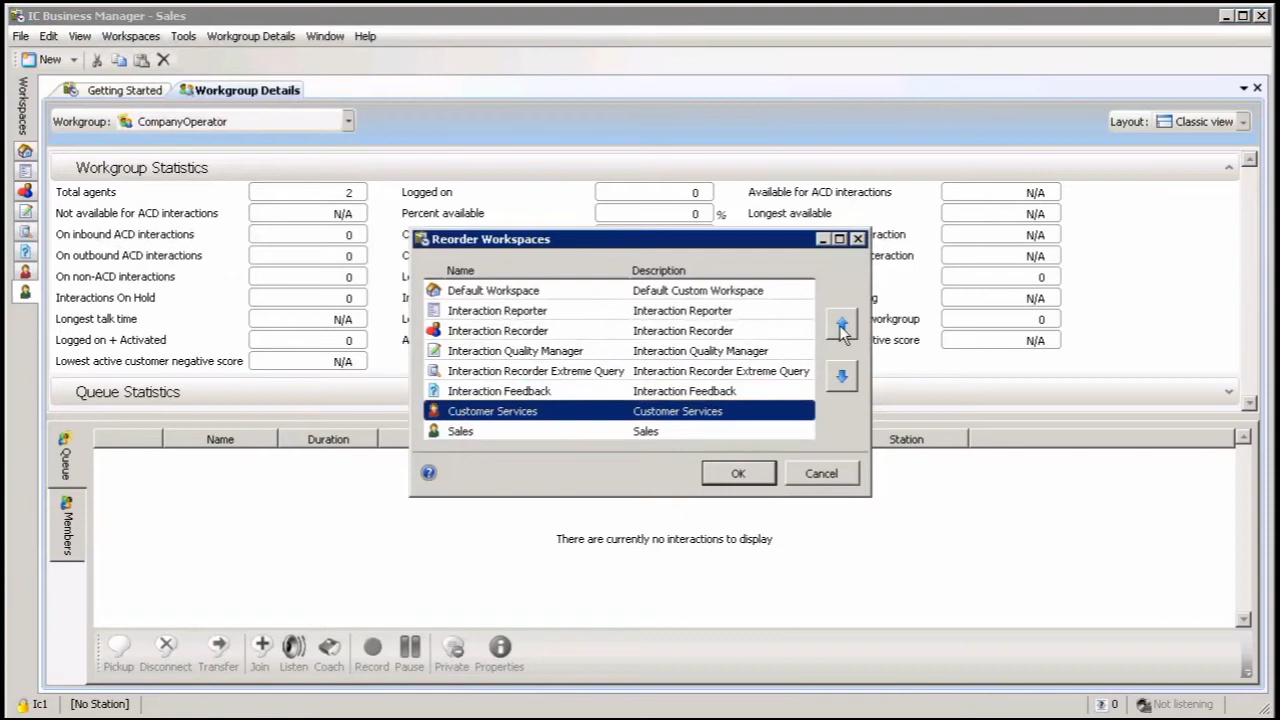 IC Business Manager - Sales
File Edit View Workspaces Tools Workgroup Details Window Help
New
Workspaces
Getting Started Workgroup Details
Workgroup: CompanyOperator Layout: Classic view
Workgroup Statistics
Total agents 2 Logged on 0 Available for ACD interactions N/A
Not available for ACD interactions N/A Percent available 0 % Longest available N/A
On inbound ACD interactions 0 N/A
On outbound ACD interactions 0 N/A
On non-ACD interactions 0 0
Interactions On Hold 0 N/A
Longest talk time N/A workgroup 0
Logged on + Activated 0 N/A
Lowest active customer negative score N/A
Queue Statistics
Reorder Workspaces
Name Description
Default Workspace Default Custom Workspace
Interaction Reporter Interaction Reporter
Interaction Recorder Interaction Recorder
Interaction Quality Manager Interaction Quality Manager
Interaction Recorder Extreme Query Interaction Recorder Extreme Query
Interaction Feedback Interaction Feedback
Customer Services Customer Services
Sales Sales
OK Cancel
Queue
Members
Name Duration Station
There are currently no interactions to display
Pickup Disconnect Transfer Join Listen Coach Record Pause Private Properties
Ic1 [No Station] 0 Not listening